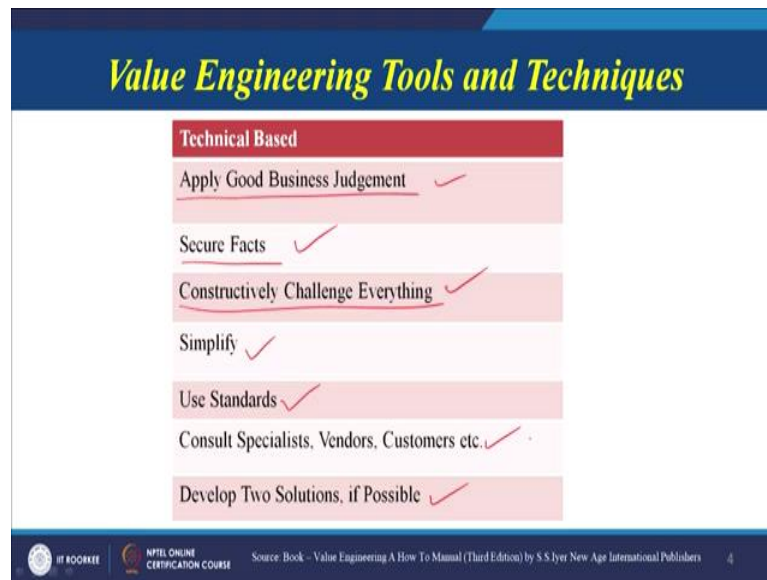 Value Engineering Tools and Techniques
Technical Based
Apply Good Business Judgement
Secure Facts
Constructively Challenge Everything
Simplify
Use Standards
Consult Specialists, Vendors, Customers etc.
Develop Two Solutions, if Possible
IIT ROORKEE
NPTEL ONLINE
CERTIFICATION COURSE
Source: Book – Value Engineering A How To Manual (Third Edition) by S.S.Iyer New Age International Publishers
4